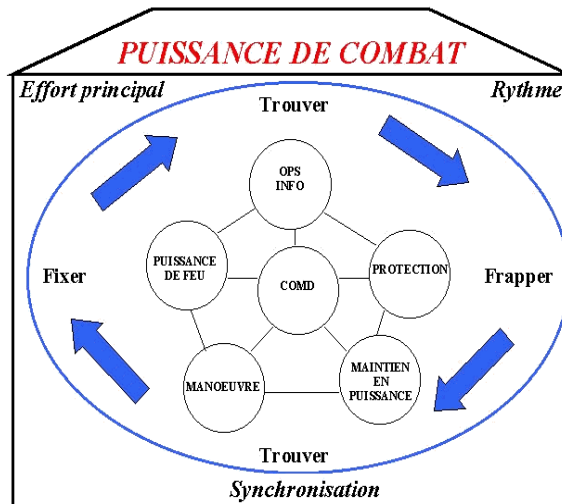 PUISSANCE DE COMBAT
Effort principal
Rythme
Trouver
OPS
INFO
PUISSANCE
DE FEU
PROTECTION
Fixer
COMD
Frapper
MANOEUVRE
MAINTIEN
EN
PUISSANCE
Trouver
Synchronisation